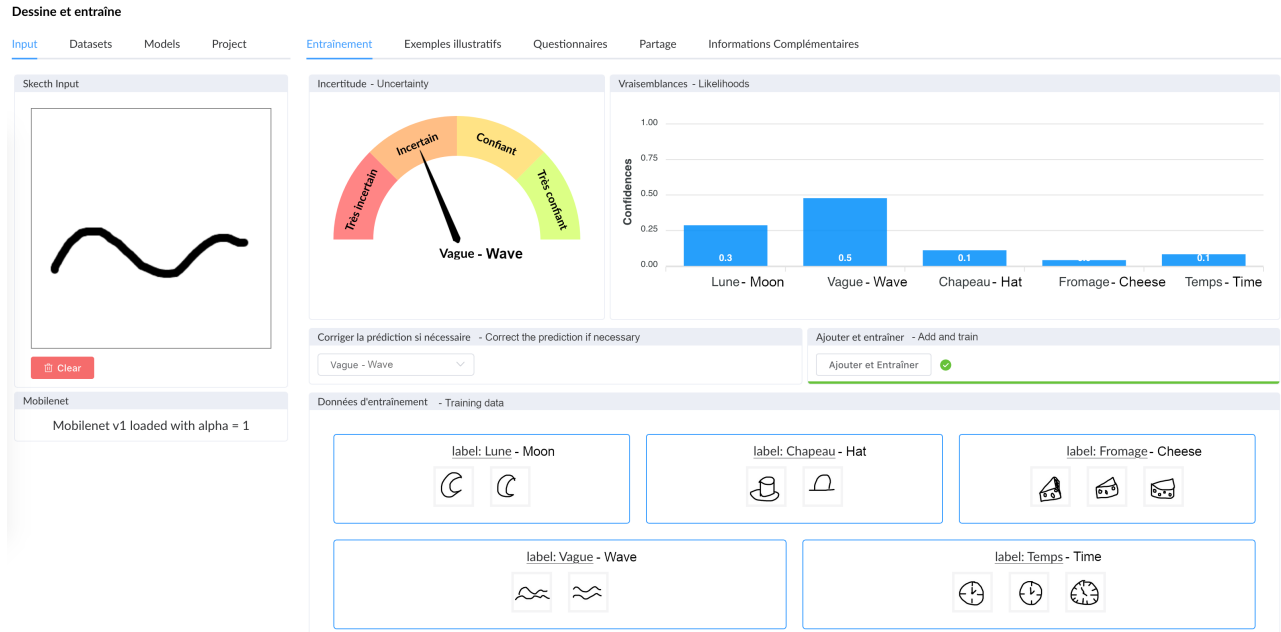 Dessine et entraîne
Input Datasets Models Project
Entraînement Exemples illustratifs Questionnaires Partage Informations Complémentaires
Skecth Input
Clear
Mobilenet
Mobilenet v1 loaded with alpha = 1
Incertitude - Uncertainty
Très incertain
Incertain
Confiant
Très confiant
Vague - Wave
Vraisemblances - Likelihoods
Confidences
1.00
0.75
0.50
0.25
0.00
0.3 0.5 0.1 0.1
Lune - Moon Vague - Wave Chapeau - Hat Fromage - Cheese Temps - Time
Corriger la prédiction si nécessaire - Correct the prediction if necessary
Vague - Wave
Ajouter et entraîner - Add and train
Ajouter et Entraîner
Données d'entraînement - Training data
label: Lune - Moon
label: Chapeau - Hat
label: Fromage - Cheese
label: Vague - Wave
label: Temps - Time